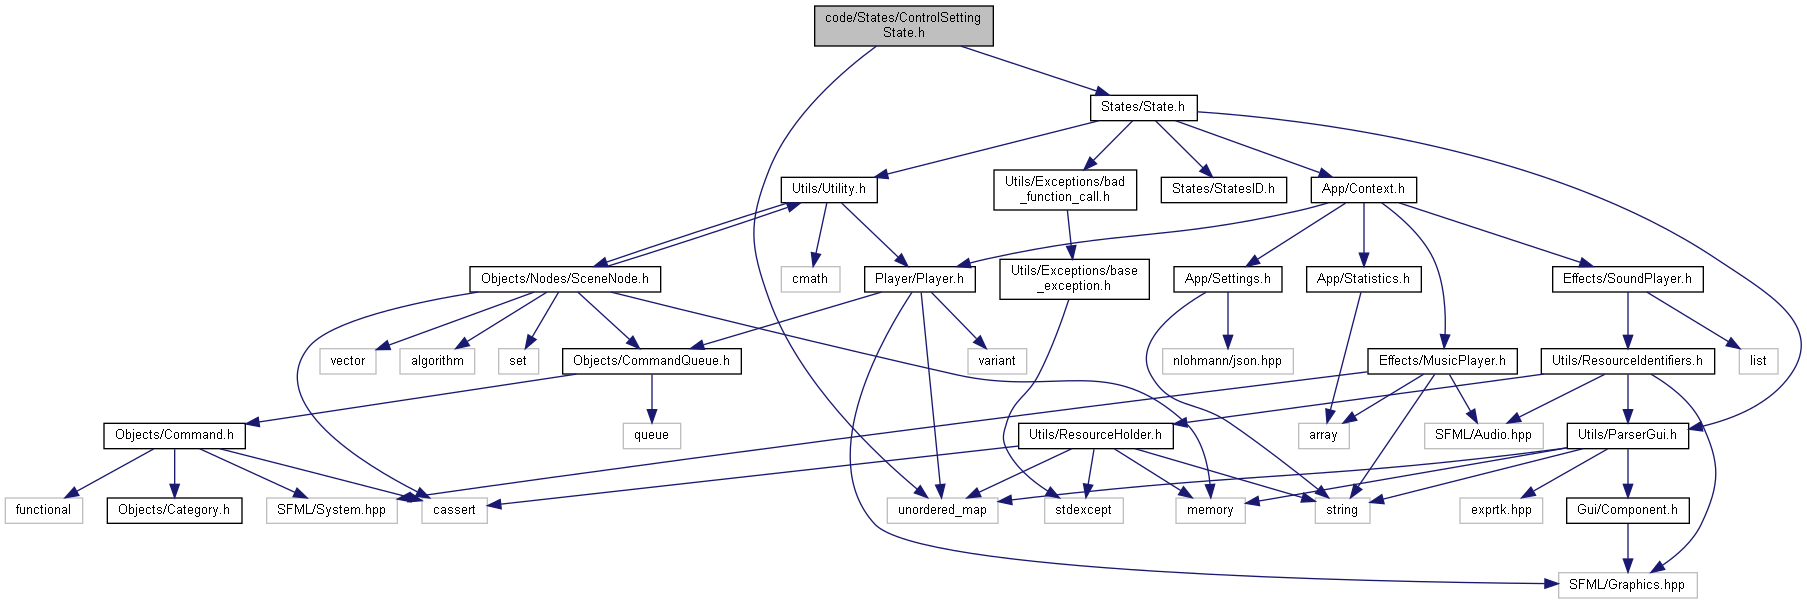 code/States/ControlSetting
State.h
States/State.h
Utils/Utility.h
Utils/Exceptions/bad
_function_call.h
States/StatesID.h
App/Context.h
Objects/Nodes/SceneNode.h
cmath
Player/Player.h
Utils/Exceptions/base
_exception.h
App/Settings.h
App/Statistics.h
Effects/SoundPlayer.h
vector
algorithm
set
Objects/CommandQueue.h
variant
nlohmann/json.hpp
Effects/MusicPlayer.h
Utils/ResourceIdentifiers.h
list
Objects/Command.h
queue
Utils/ResourceHolder.h
array
SFML/Audio.hpp
Utils/ParserGui.h
functional
Objects/Category.h
SFML/System.hpp
cassert
unordered_map
stdexcept
memory
string
exprtk.hpp
Gui/Component.h
SFML/Graphics.hpp